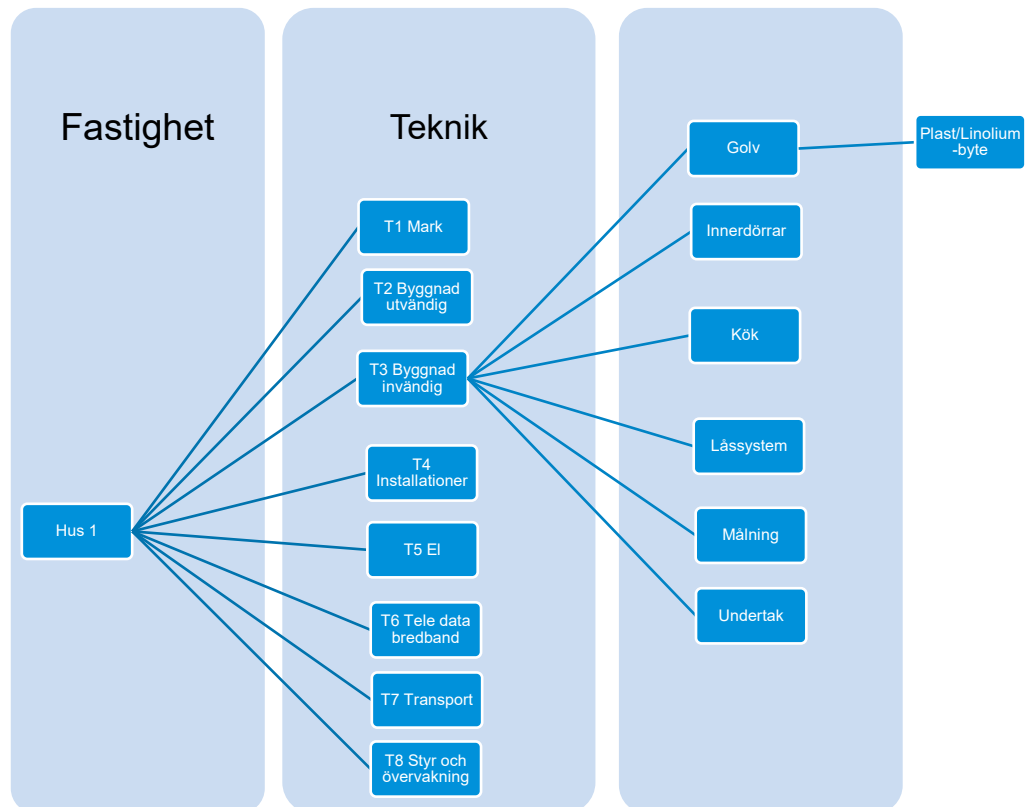 Fastighet
Teknik
Golv
Plast/Linolium
-byte
T1 Mark
Innerdörrar
T2 Byggnad
utvändig
Kök
T3 Byggnad
invändig
Låssystem
T4
Installationer
Hus 1
Målning
T5 El
T6 Tele data
bredband
Undertak
T7 Transport
T8 Styr och
övervakning